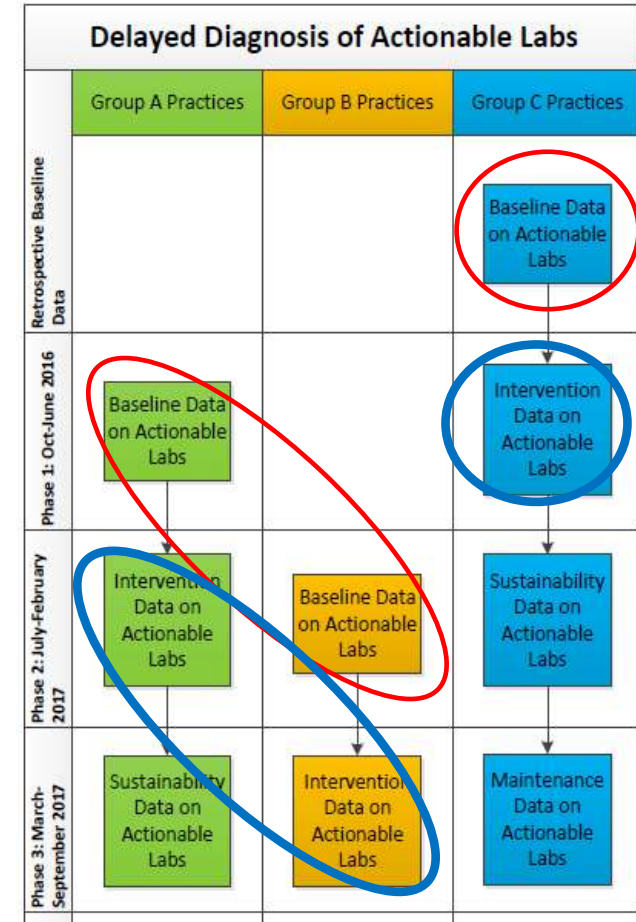 Delayed Diagnosis of Actionable Labs
Group A Practices
Group B Practices
Group C Practices
Retrospective Baseline
Data
Baseline Data
on Actionable
Labs
Phase 1: Oct-June 2016
Baseline Data
on Actionable
Labs
Intervention
Data on
Actionable
Labs
Phase 2: July-February
2017
Intervention
Data on
Actionable
Labs
Baseline Data
on Actionable
Labs
Sustainability
Data on
Actionable
Labs
Phase 3: March-
September 2017
Sustainability
Data on
Actionable
Labs
Intervention
Data on
Actionable
Labs
Maintenance
Data on
Actionable
Labs